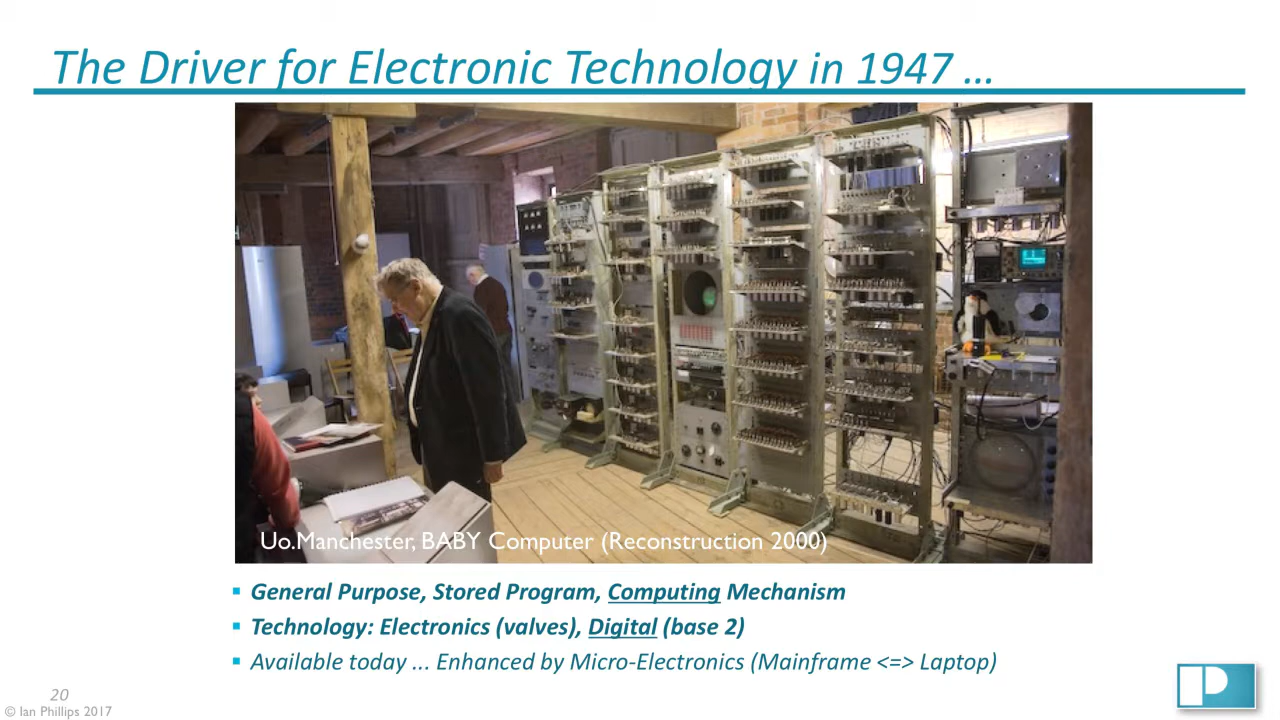 The Driver for Electronic Technology in 1947 ...
Uo.Manchester, BABY Computer (Reconstruction 2000)
General Purpose, Stored Program, Computing Mechanism
Technology: Electronics (valves), Digital (base 2)
Available today ... Enhanced by Micro-Electronics (Mainframe <=> Laptop)
20
© Ian Phillips 2017